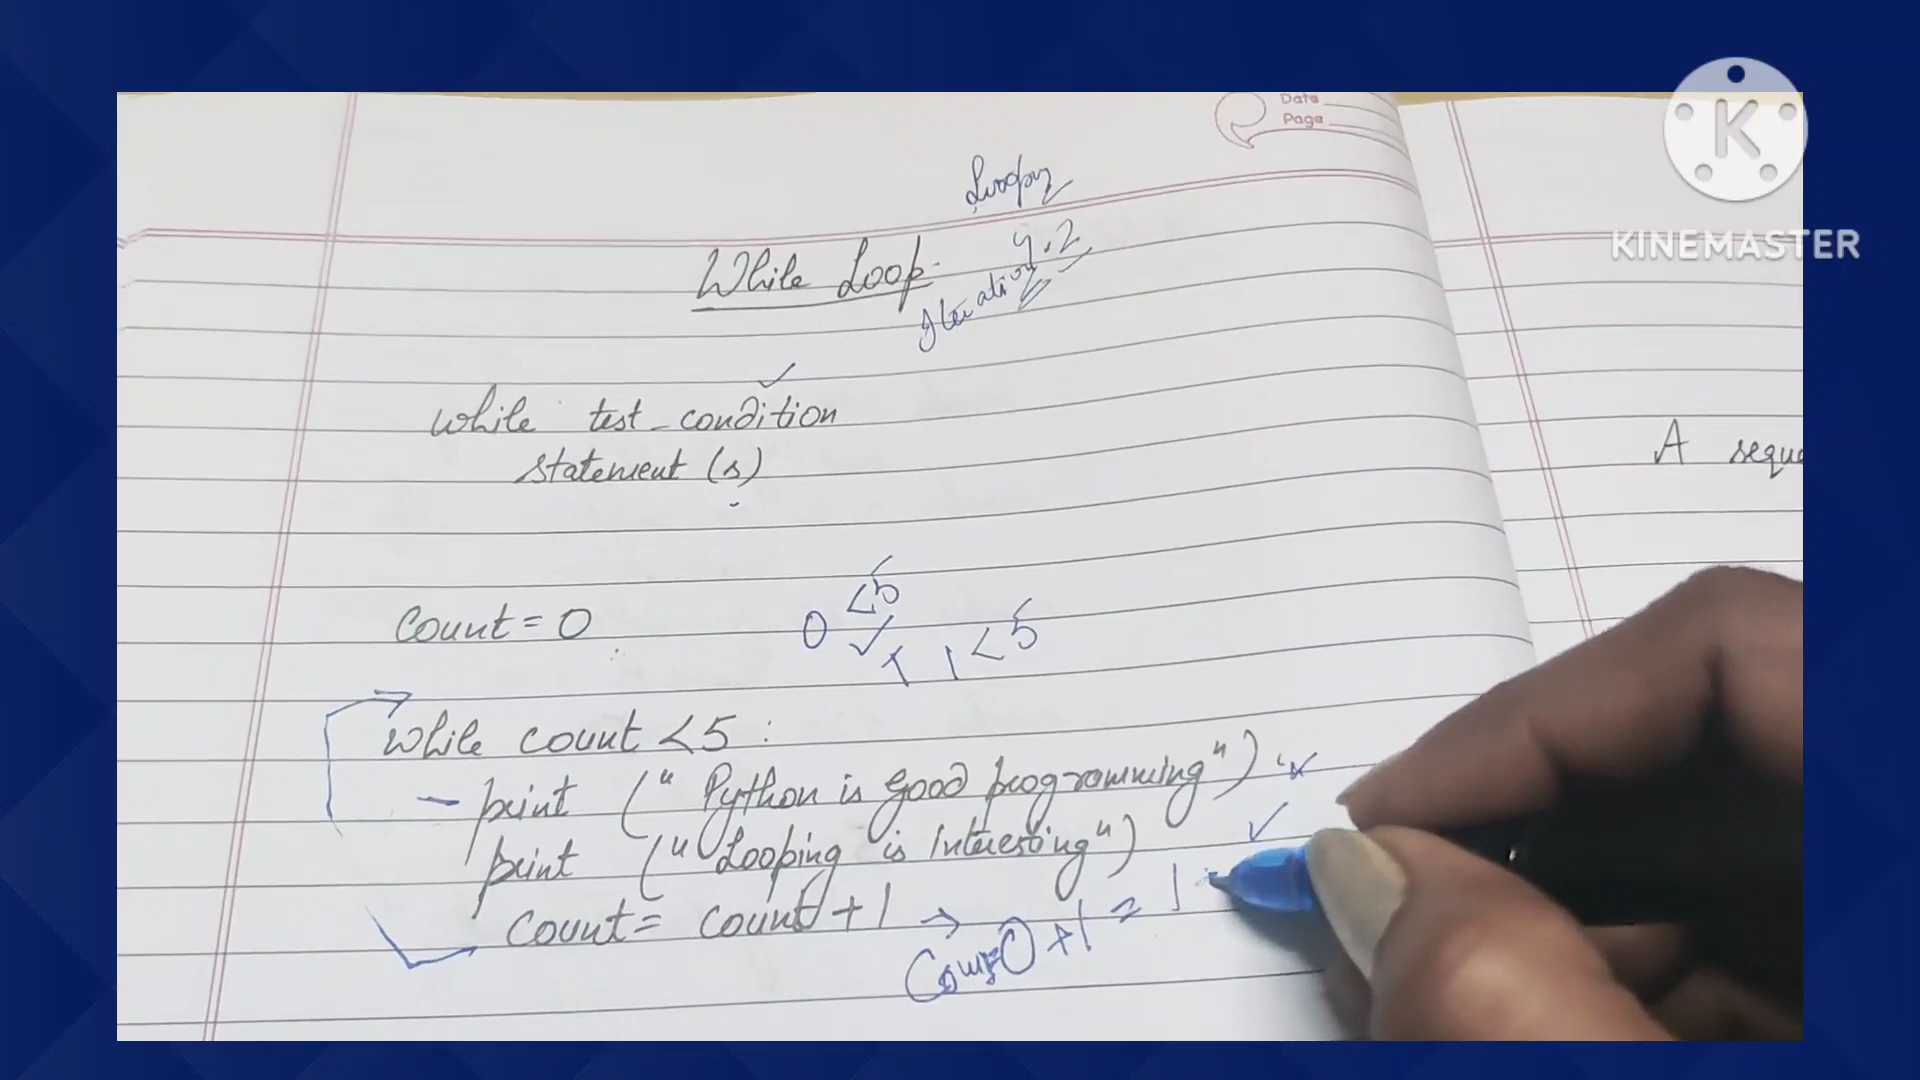 Date
Page
KINEMASTER
Looping
While Loop.
Iteration
while test_condition
statement (s)
A sequ
Count = 0
0 <5
1 <5
while count <5 :
print (" Python is good programming")
print (" Looping is Interesting")
count = count + 1 →
0+1 = 1